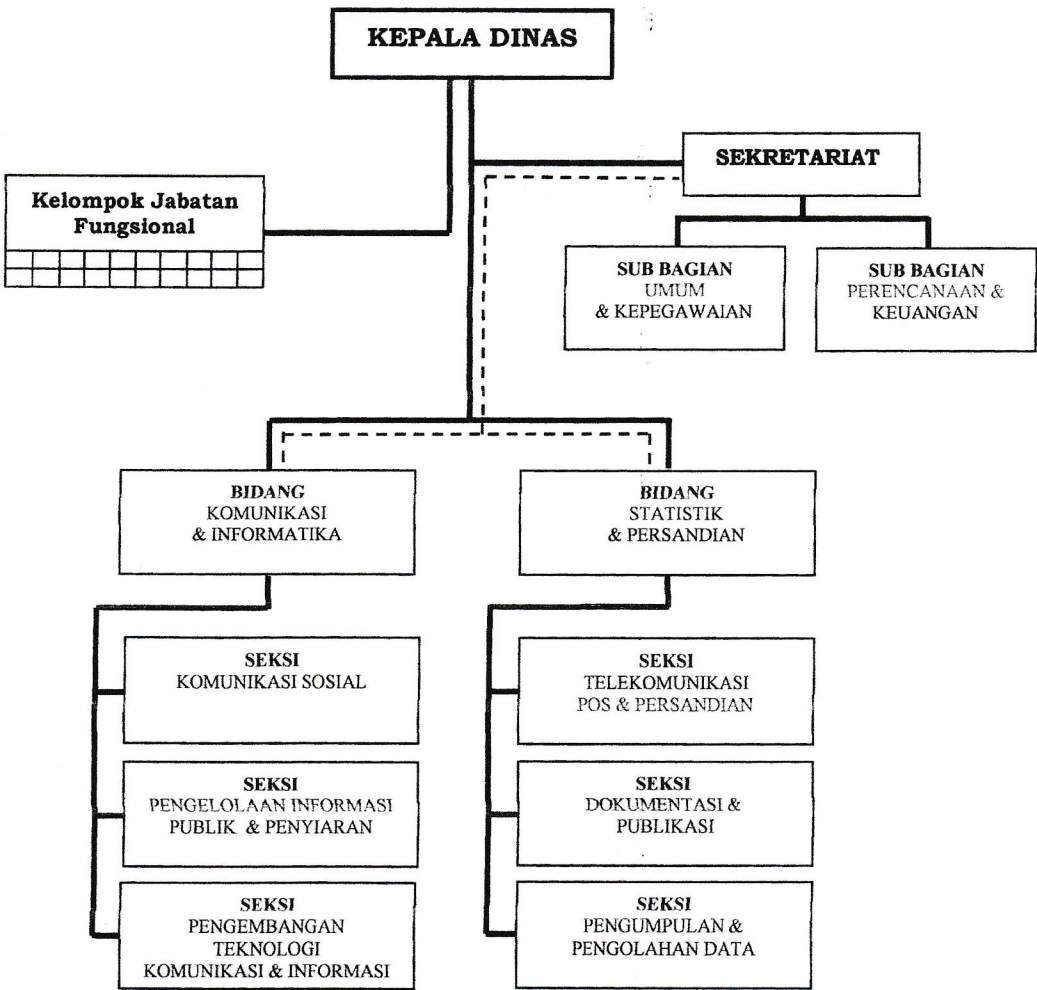 KEPALA DINAS
SEKRETARIAT
Kelompok Jabatan
Fungsional
SUB BAGIAN
UMUM
& KEPEGAWAIAN
SUB BAGIAN
PERENCANAAN &
KEUANGAN
BIDANG
KOMUNIKASI
& INFORMATIKA
BIDANG
STATISTIK
& PERSANDIAN
SEKSI
KOMUNIKASI SOSIAL
SEKSI
PENGELOLAAN INFORMASI
PUBLIK & PENYIARAN
SEKSI
PENGEMBANGAN
TEKNOLOGI
KOMUNIKASI & INFORMASI
SEKSI
TELEKOMUNIKASI
POS & PERSANDIAN
SEKSI
DOKUMENTASI &
PUBLIKASI
SEKSI
PENGUMPULAN &
PENGOLAHAN DATA